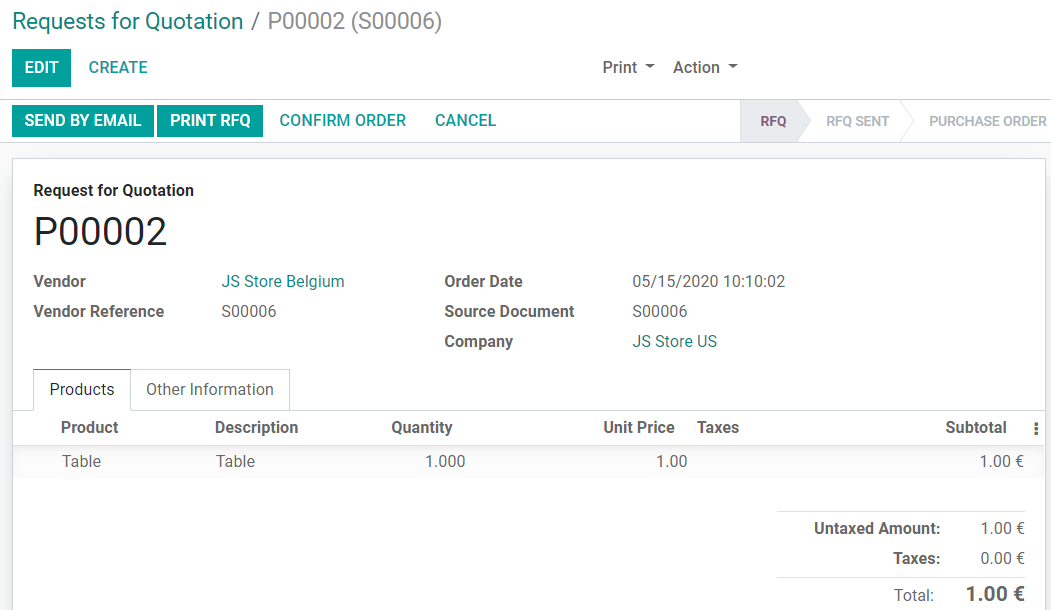 Requests for Quotation / P00002 (S00006)
EDIT CREATE Print Action
SEND BY EMAIL PRINT RFQ CONFIRM ORDER CANCEL RFQ RFQ SENT PURCHASE ORDER
Request for Quotation
P00002
Vendor JS Store Belgium Order Date 05/15/2020 10:10:02
Vendor Reference S00006 Source Document S00006
Company JS Store US
Products Other Information
Product Description Quantity Unit Price Taxes Subtotal
Table Table 1.000 1.00 1.00 €
Untaxed Amount: 1.00 €
Taxes: 0.00 €
Total: 1.00 €